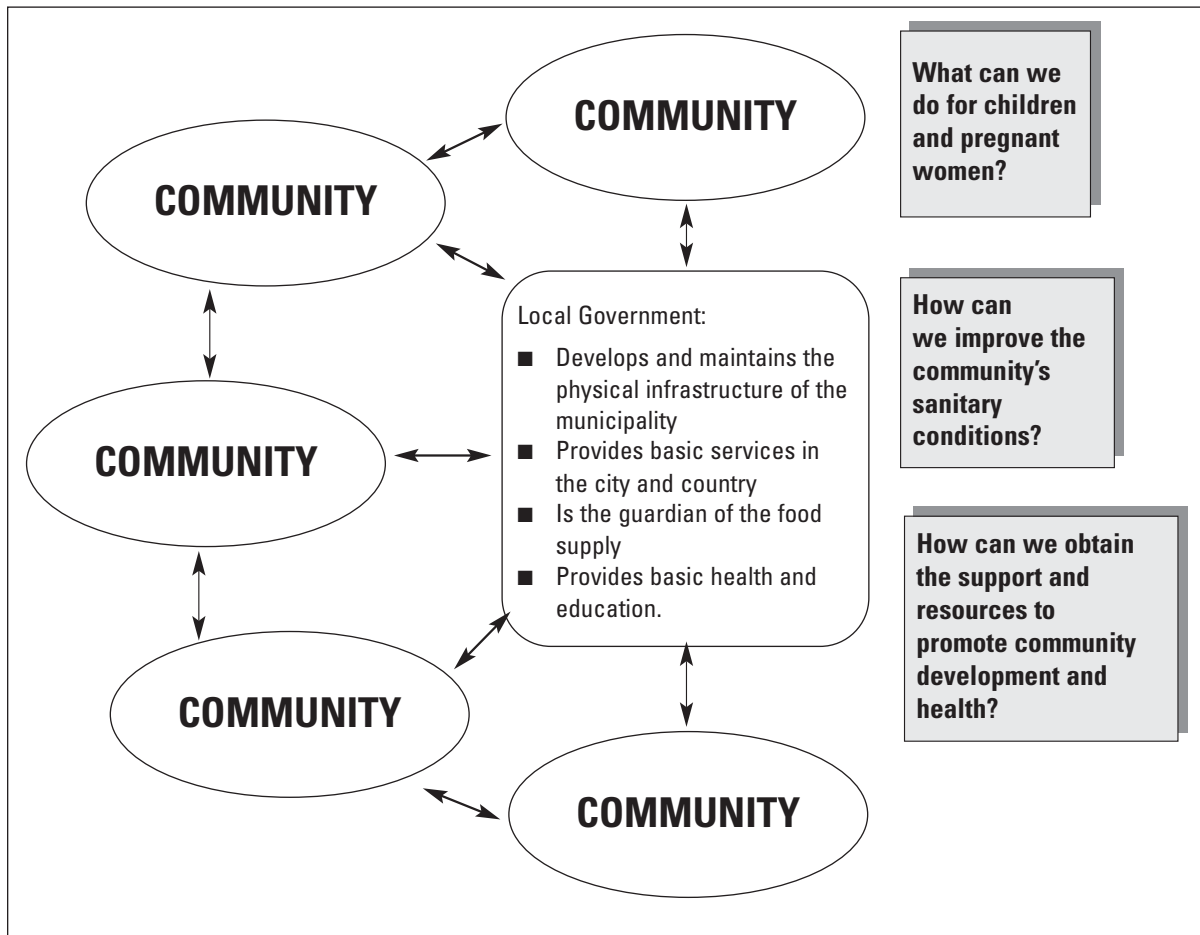 COMMUNITY
COMMUNITY
COMMUNITY
COMMUNITY
COMMUNITY
Local Government:
■ Develops and maintains the
physical infrastructure of the
municipality
■ Provides basic services in
the city and country
■ Is the guardian of the food
supply
■ Provides basic health and
education.
What can we
do for children
and pregnant
women?
How can
we improve the
community’s
sanitary
conditions?
How can we obtain
the support and
resources to
promote community
development and
health?